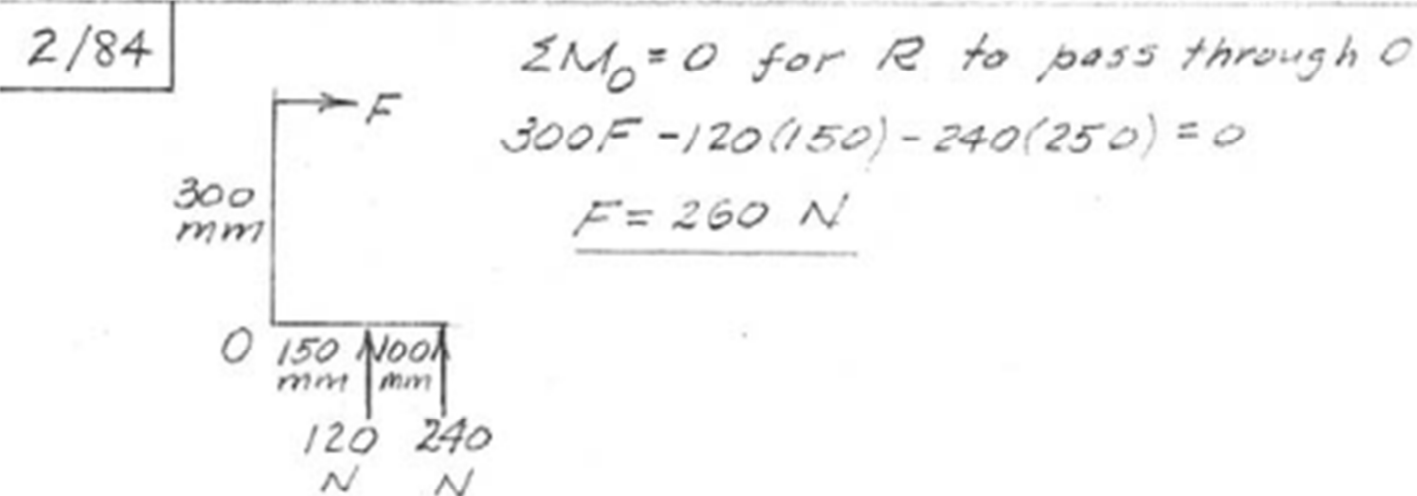 2/84
ΣM₀ = 0 for R to pass through O
300F - 120(150) - 240(250) = 0
F = 260 N
F
300
mm
O
150
mm
100
mm
120
N
240
N